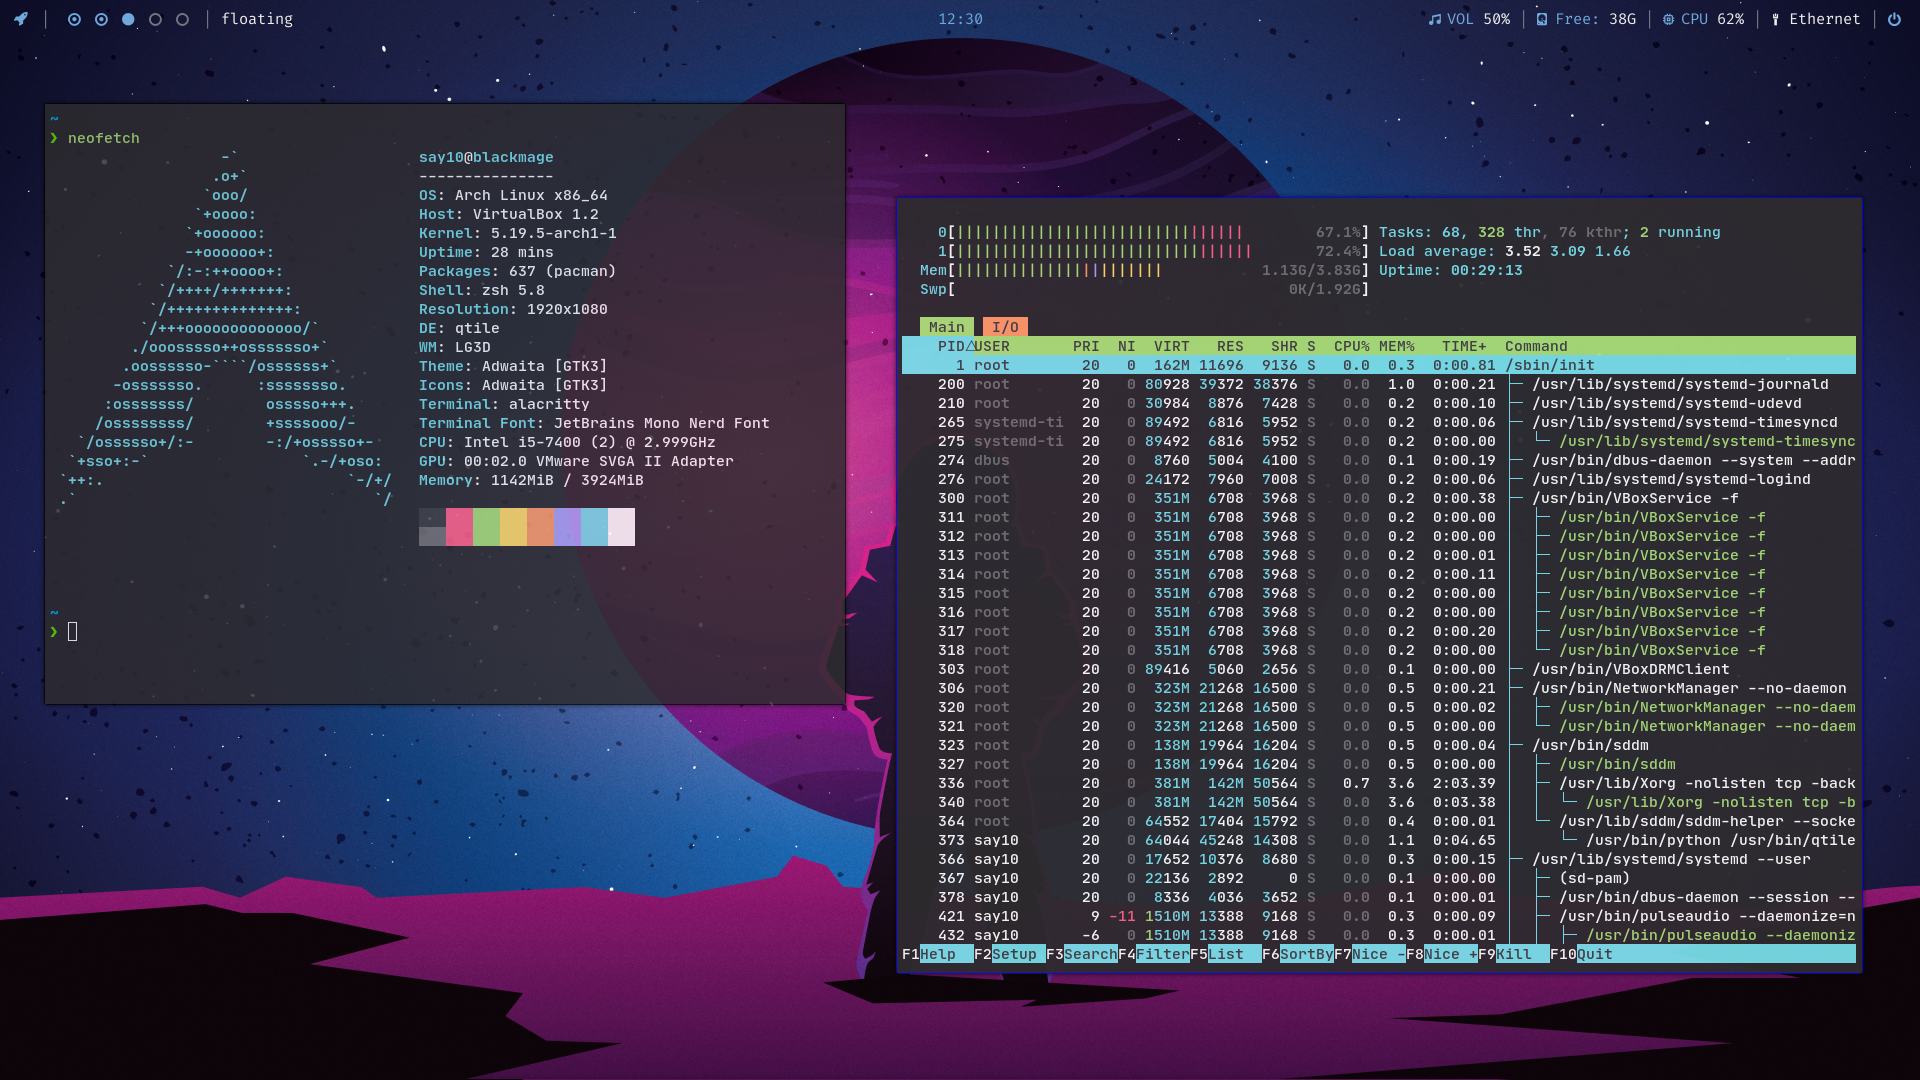 floating
12:30
VOL 50% Free: 38G CPU 62% Ethernet
~
❯ neofetch
-`
.o+`
`ooo/
`+oooo:
`+oooooo:
-+oooooo+:
`/:-:++oooo+:
`/++++/+++++++:
`/++++++++++++++:
`/+++ooooooooooooo/`
./ooosssso++osssssso+`
.oossssso-````/ossssss+`
-osssssso.      :ssssssso.
:osssssss/        osssso+++.
/ossssssss/        +ssssooo/-
`/ossssso+/:-        -:/+osssso+-
`+sso+:-`                 `.-/+oso:
`++:.                           `-/+/
.`                                 `/
say10@blackmage
---------------
OS: Arch Linux x86_64
Host: VirtualBox 1.2
Kernel: 5.19.5-arch1-1
Uptime: 28 mins
Packages: 637 (pacman)
Shell: zsh 5.8
Resolution: 1920x1080
DE: qtile
WM: LG3D
Theme: Adwaita [GTK3]
Icons: Adwaita [GTK3]
Terminal: alacritty
Terminal Font: JetBrains Mono Nerd Font
CPU: Intel i5-7400 (2) @ 2.999GHz
GPU: 00:02.0 VMware SVGA II Adapter
Memory: 1142MiB / 3924MiB
~
❯
0[|||||||||||||||||||||||||||||||| 67.1%] Tasks: 68, 328 thr, 76 kthr; 2 running
1[||||||||||||||||||||||||||||||||| 72.4%] Load average: 3.52 3.09 1.66
Mem[||||||||||||||||||||||| 1.13G/3.83G] Uptime: 00:29:13
Swp[ 0K/1.92G]
Main I/O
PID△USER PRI NI VIRT RES SHR S CPU% MEM% TIME+ Command
1 root 20 0 162M 11696 9136 S 0.0 0.3 0:00.81 /sbin/init
200 root 20 0 80928 39372 38376 S 0.0 1.0 0:00.21 ├─ /usr/lib/systemd/systemd-journald
210 root 20 0 30984 8876 7428 S 0.0 0.2 0:00.10 ├─ /usr/lib/systemd/systemd-udevd
265 systemd-ti 20 0 89492 6816 5952 S 0.0 0.2 0:00.06 ├─ /usr/lib/systemd/systemd-timesyncd
275 systemd-ti 20 0 89492 6816 5952 S 0.0 0.2 0:00.00 │ └─ /usr/lib/systemd/systemd-timesync
274 dbus 20 0 8760 5004 4100 S 0.0 0.1 0:00.19 ├─ /usr/bin/dbus-daemon --system --addr
276 root 20 0 24172 7960 7008 S 0.0 0.2 0:00.06 ├─ /usr/lib/systemd/systemd-logind
300 root 20 0 351M 6708 3968 S 0.0 0.2 0:00.38 ├─ /usr/bin/VBoxService -f
311 root 20 0 351M 6708 3968 S 0.0 0.2 0:00.00 │ ├─ /usr/bin/VBoxService -f
312 root 20 0 351M 6708 3968 S 0.0 0.2 0:00.00 │ ├─ /usr/bin/VBoxService -f
313 root 20 0 351M 6708 3968 S 0.0 0.2 0:00.01 │ ├─ /usr/bin/VBoxService -f
314 root 20 0 351M 6708 3968 S 0.0 0.2 0:00.11 │ ├─ /usr/bin/VBoxService -f
315 root 20 0 351M 6708 3968 S 0.0 0.2 0:00.00 │ ├─ /usr/bin/VBoxService -f
316 root 20 0 351M 6708 3968 S 0.0 0.2 0:00.00 │ ├─ /usr/bin/VBoxService -f
317 root 20 0 351M 6708 3968 S 0.0 0.2 0:00.20 │ ├─ /usr/bin/VBoxService -f
318 root 20 0 351M 6708 3968 S 0.0 0.2 0:00.00 │ └─ /usr/bin/VBoxService -f
303 root 20 0 89416 5060 2656 S 0.0 0.1 0:00.00 ├─ /usr/bin/VBoxDRMClient
306 root 20 0 323M 21268 16500 S 0.0 0.5 0:00.21 ├─ /usr/bin/NetworkManager --no-daemon
320 root 20 0 323M 21268 16500 S 0.0 0.5 0:00.02 │ ├─ /usr/bin/NetworkManager --no-daem
321 root 20 0 323M 21268 16500 S 0.0 0.5 0:00.00 │ └─ /usr/bin/NetworkManager --no-daem
323 root 20 0 138M 19964 16204 S 0.0 0.5 0:00.04 ├─ /usr/bin/sddm
327 root 20 0 138M 19964 16204 S 0.0 0.5 0:00.00 │ ├─ /usr/bin/sddm
336 root 20 0 381M 142M 50564 S 0.7 3.6 2:03.39 │ ├─ /usr/lib/Xorg -nolisten tcp -back
340 root 20 0 381M 142M 50564 S 0.0 3.6 0:03.38 │ │ └─ /usr/lib/Xorg -nolisten tcp -b
364 root 20 0 64552 17404 15792 S 0.0 0.4 0:00.01 │ └─ /usr/lib/sddm/sddm-helper --socke
373 say10 20 0 64044 45248 14308 S 0.0 1.1 0:04.65 │ └─ /usr/bin/python /usr/bin/qtile
366 say10 20 0 17652 10376 8680 S 0.0 0.3 0:00.15 ├─ /usr/lib/systemd/systemd --user
367 say10 20 0 22136 2892 0 S 0.0 0.1 0:00.00 │ ├─ (sd-pam)
378 say10 20 0 8336 4036 3652 S 0.0 0.1 0:00.01 │ ├─ /usr/bin/dbus-daemon --session --
421 say10 9 -11 1510M 13388 9168 S 0.0 0.3 0:00.09 │ ├─ /usr/bin/pulseaudio --daemonize=n
432 say10 -6 0 1510M 13388 9168 S 0.0 0.3 0:00.01 │ │ ├─ /usr/bin/pulseaudio --daemoniz
F1Help F2Setup F3SearchF4FilterF5List F6SortByF7Nice -F8Nice +F9Kill F10Quit